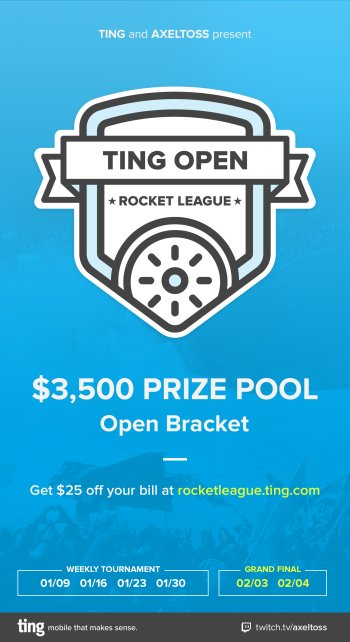 TING and AXELTOSS present
TING OPEN
★ ROCKET LEAGUE ★
$3,500 PRIZE POOL
Open Bracket
Get $25 off your bill at rocketleague.ting.com
WEEKLY TOURNAMENT
01/09 01/16 01/23 01/30
GRAND FINAL
02/03 02/04
ting mobile that makes sense.
twitch.tv/axeltoss